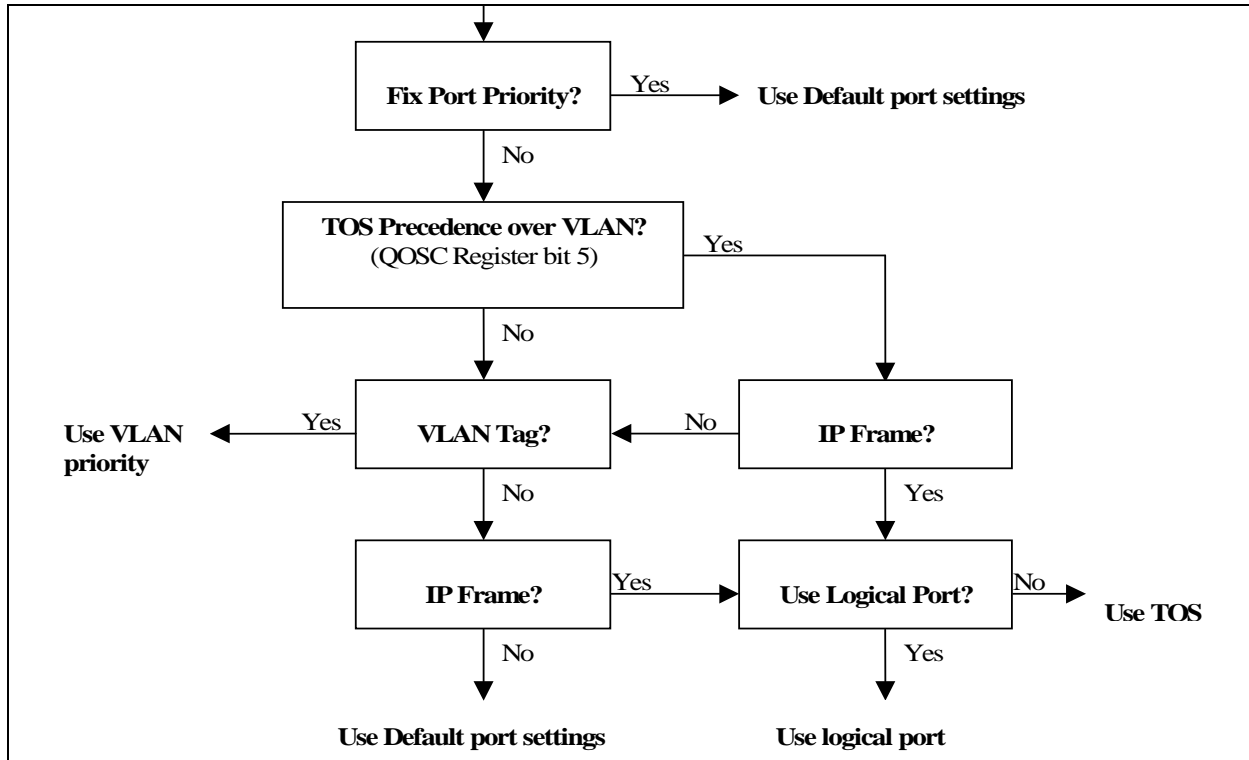 Fix Port Priority?
Yes
Use Default port settings
No
TOS Precedence over VLAN?
(QOSC Register bit 5)
Yes
No
Use VLAN
priority
Yes
VLAN Tag?
No
IP Frame?
No
Yes
IP Frame?
Yes
Use Logical Port?
No
Use TOS
No
Yes
Use Default port settings
Use logical port